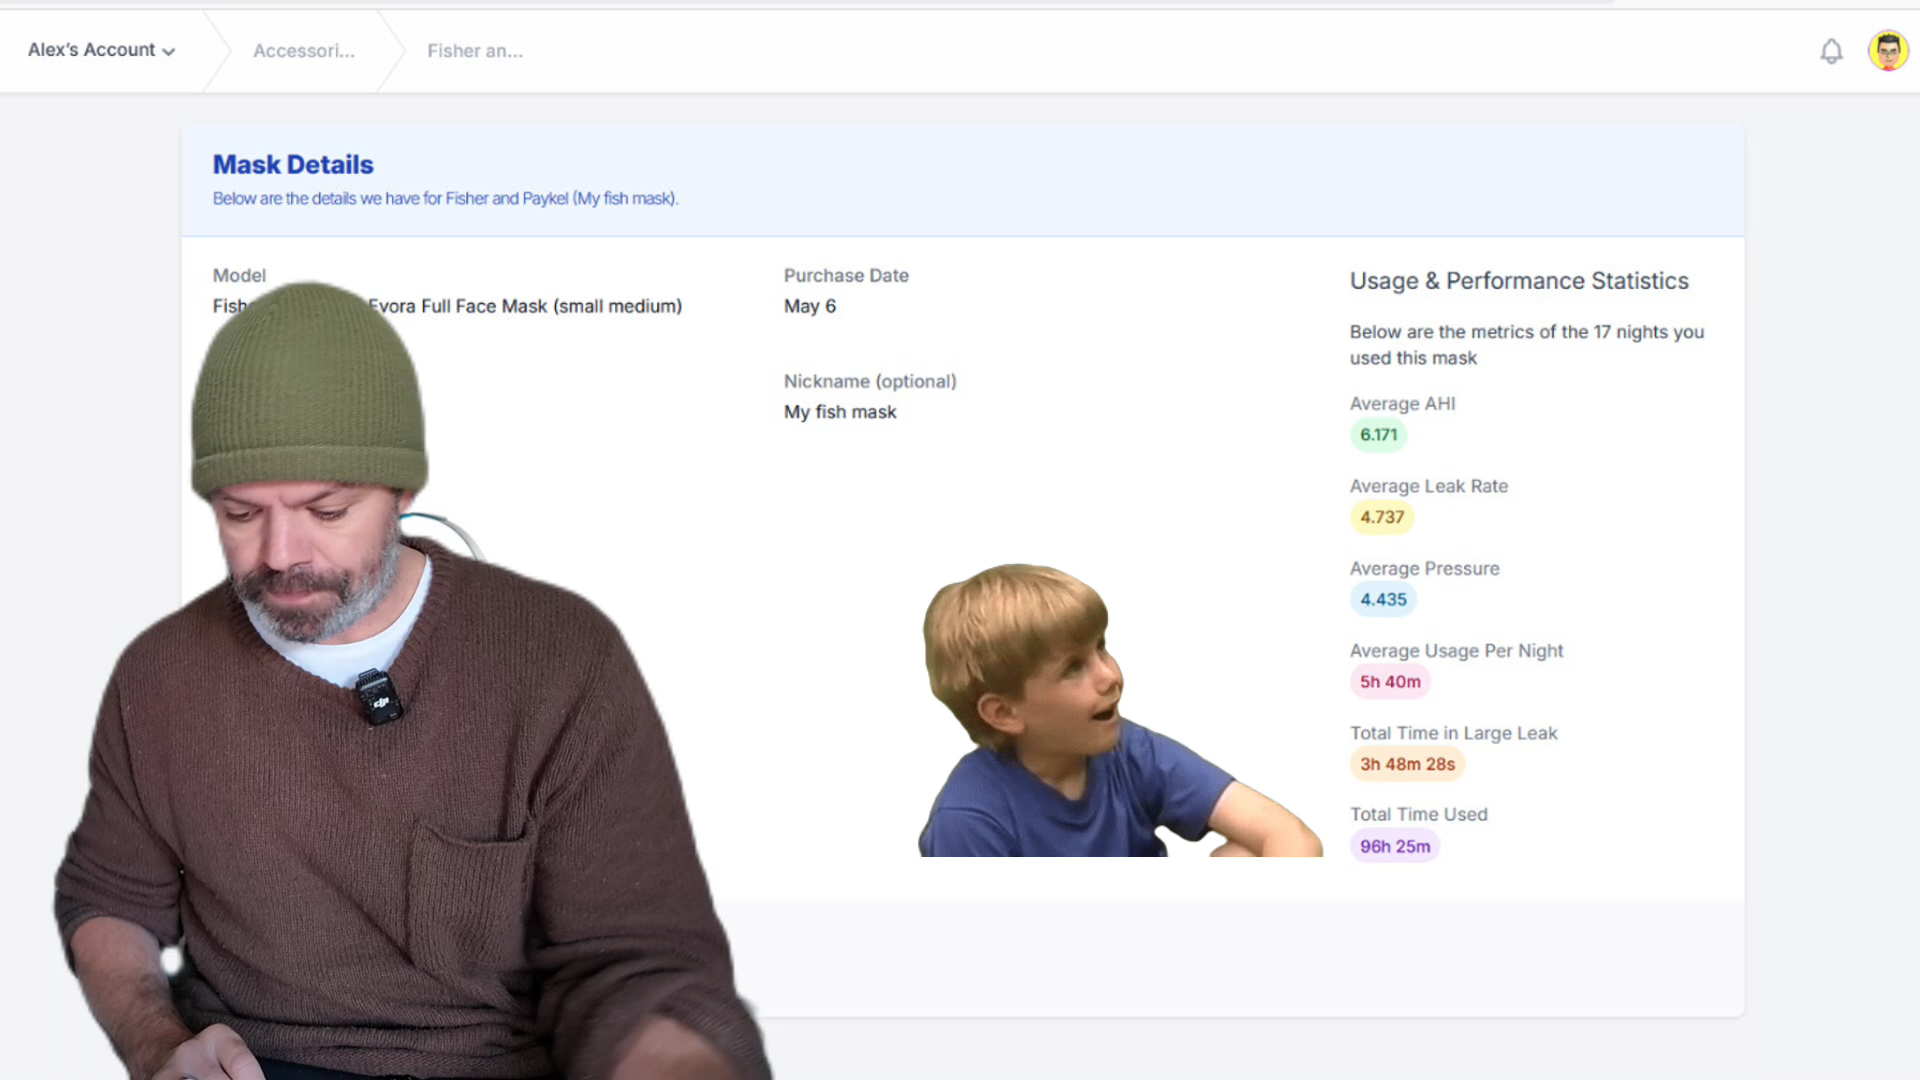 Alex's Account
Accessori...
Fisher an...
Mask Details
Below are the details we have for Fisher and Paykel (My fish mask).
Model
Fish
Evora Full Face Mask (small medium)
Purchase Date
May 6
Nickname (optional)
My fish mask
Usage & Performance Statistics
Below are the metrics of the 17 nights you
used this mask
Average AHI
6.171
Average Leak Rate
4.737
Average Pressure
4.435
Average Usage Per Night
5h 40m
Total Time in Large Leak
3h 48m 28s
Total Time Used
96h 25m
dji